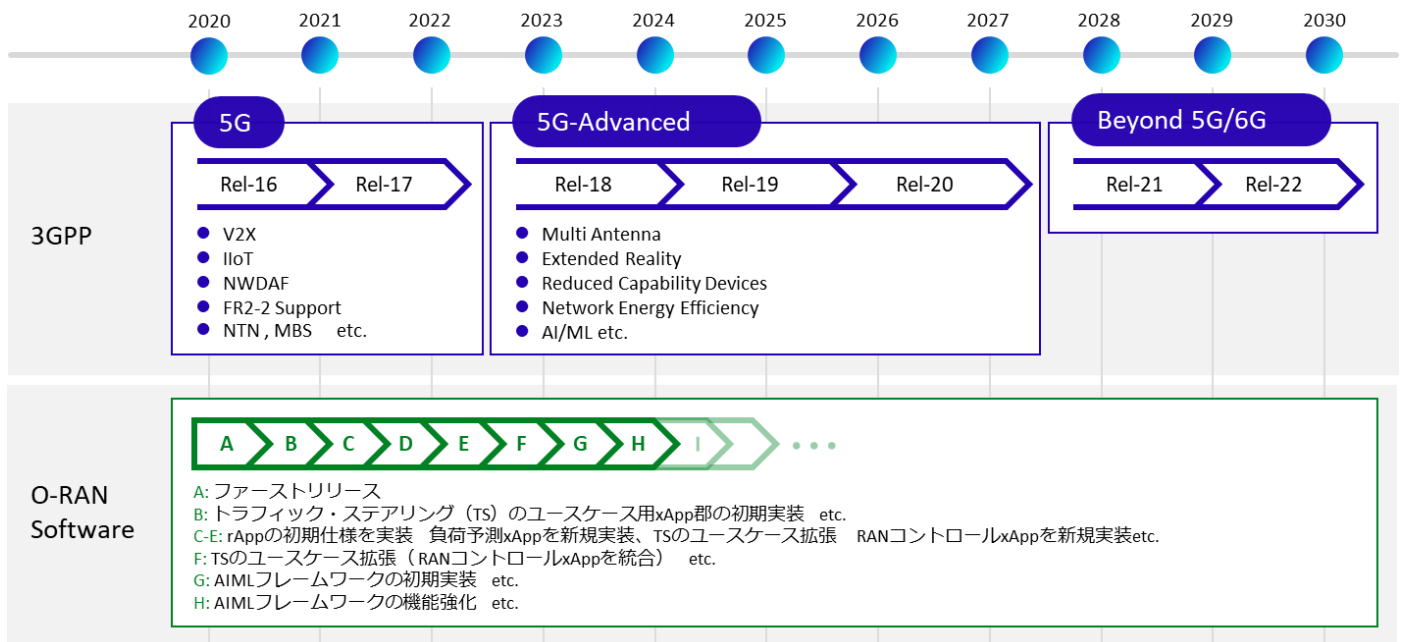 2020 2021 2022 2023 2024 2025 2026 2027 2028 2029 2030
5G 5G-Advanced Beyond 5G/6G
Rel-16 Rel-17 Rel-18 Rel-19 Rel-20 Rel-21 Rel-22
3GPP
V2X
IIoT
NWDAF
FR2-2 Support
NTN , MBS etc.
Multi Antenna
Extended Reality
Reduced Capability Devices
Network Energy Efficiency
AI/ML etc.
O-RAN
Software
A B C D E F G H I ・・・
A: ファーストリリース
B: トラフィック・ステアリング（TS）のユースケース用xApp郡の初期実装 etc.
C-E: rAppの初期仕様を実装 負荷予測xAppを新規実装、TSのユースケース拡張 RANコントロールxAppを新規実装etc.
F: TSのユースケース拡張（RANコントロールxAppを統合） etc.
G: AIMLフレームワークの初期実装 etc.
H: AIMLフレームワークの機能強化 etc.